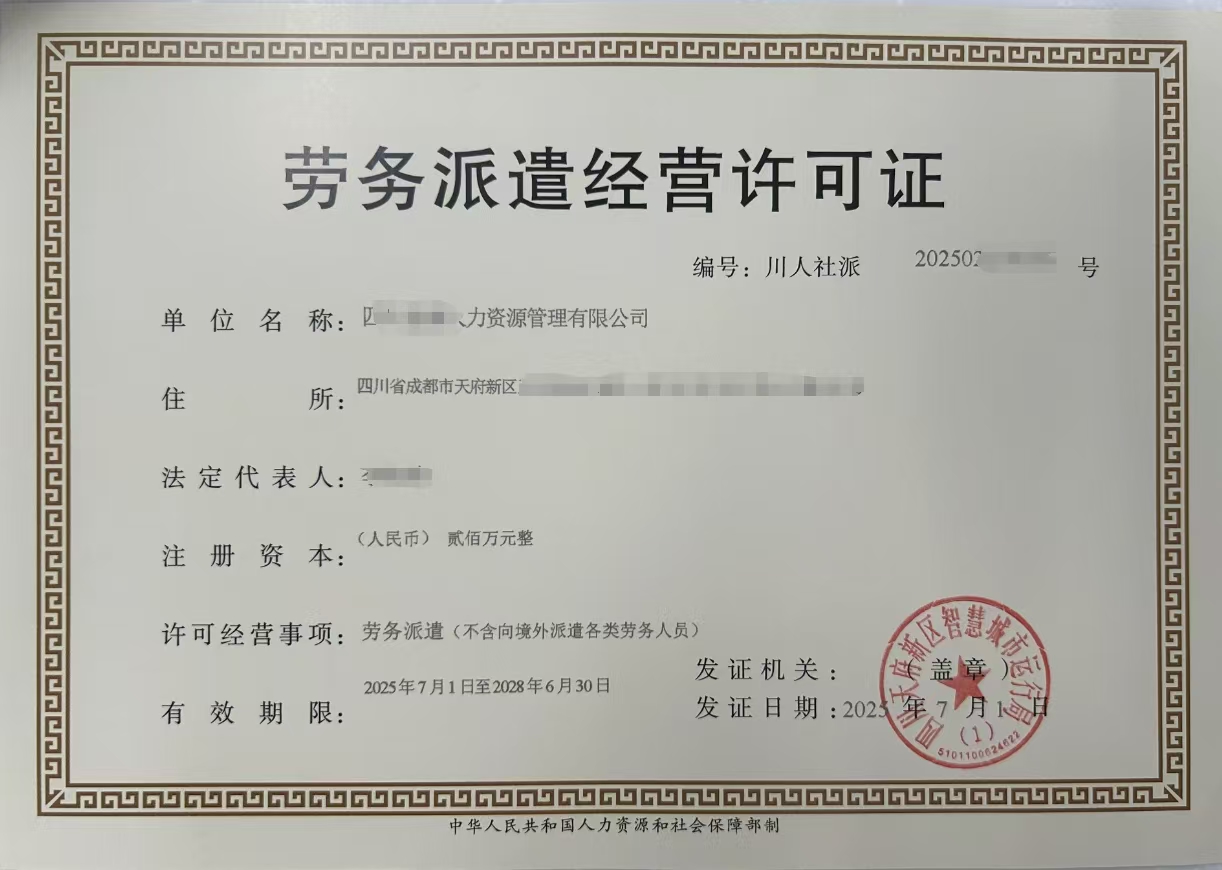 劳务派遣经营许可证
编号：川人社派 202502 号
单位名称： 人力资源管理有限公司
住所：四川省成都市天府新区
法定代表人：
注册资本：（人民币） 贰佰万元整
许可经营事项：劳务派遣（不含向境外派遣各类劳务人员）
有效期限：2025年7月1日至2028年6月30日
发证机关：（盖章）
发证日期：2025年7月1日
四川天府新区智慧城市运行局
（1）
5101100624622
中华人民共和国人力资源和社会保障部制